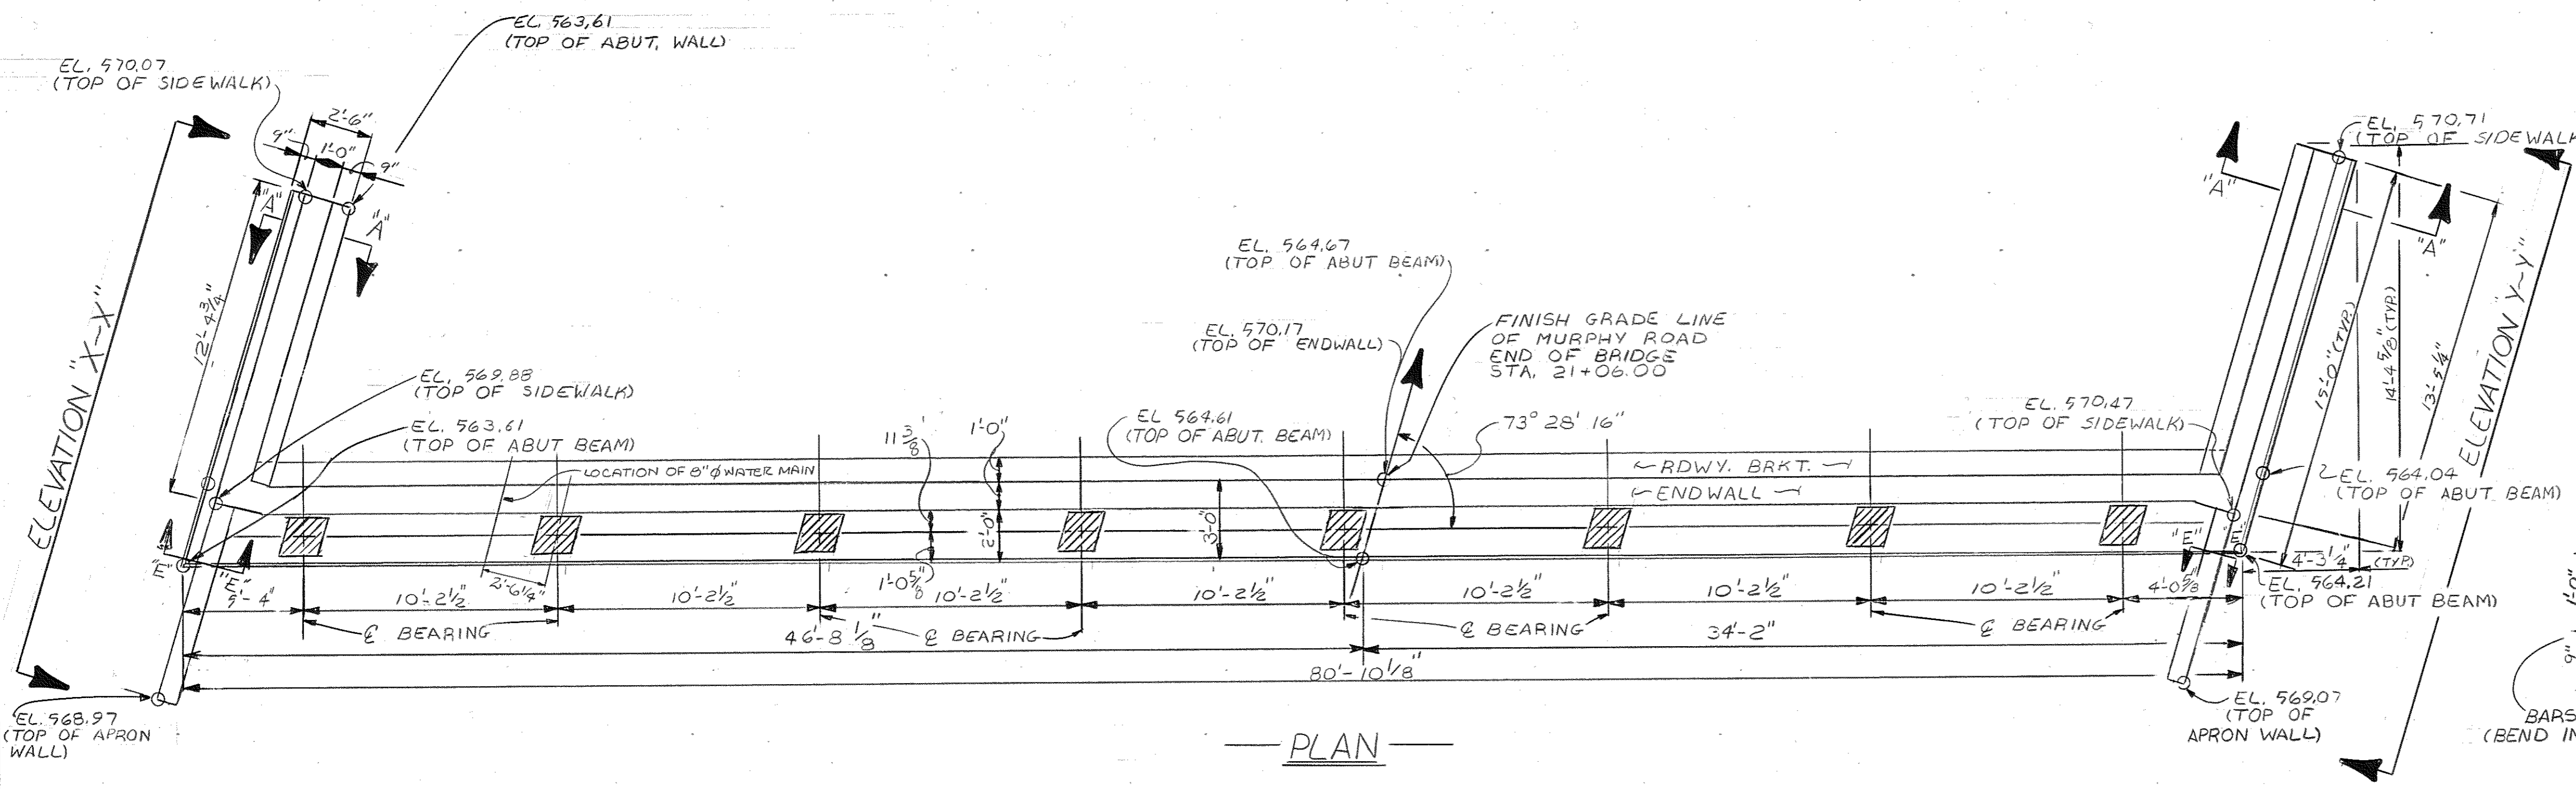 EL. 563.61
(TOP OF ABUT. WALL)
EL. 570.07
(TOP OF SIDEWALK)
2'-6"
9"
1'-0"
9"
"A"
"A"
12'-4 3/4"
ELEVATION "X-X"
EL. 569.88
(TOP OF SIDEWALK)
EL. 563.61
(TOP OF ABUT BEAM)
LOCATION OF 8" ϕ WATER MAIN
11 3/8
1'-0"
2'-0"
1'-0 5/8"
3'-0"
EL. 564.67
(TOP OF ABUT BEAM)
EL. 570.17
(TOP OF ENDWALL)
FINISH GRADE LINE
OF MURPHY ROAD
END OF BRIDGE
STA. 21+06.00
EL 564.61
(TOP OF ABUT. BEAM)
73° 28' 16"
RDWY. BRKT.
ENDWALL
EL. 570.47
(TOP OF SIDEWALK)
EL. 570.71
(TOP OF SIDEWALK
"A"
"A"
15'-0" (TYP.)
14'-4 5/8" (TYP.)
13'-5 1/4"
ELEVATION "Y-Y"
EL. 564.04
(TOP OF ABUT BEAM)
"E"
"E"
"E"
E
4'-3 1/4"
(TYP.)
EL. 564.21
(TOP OF ABUT BEAM)
2'-6 1/4"
5'-4"
10'-2 1/2"
10'-2 1/2"
10'-2 1/2"
10'-2 1/2"
10'-2 1/2"
10'-2 1/2"
10'-2 1/2"
4'-0 5/8"
℄ BEARING
℄ BEARING
℄ BEARING
℄ BEARING
46'-8 1/8"
34'-2"
80'-10 1/8"
EL. 568.97
(TOP OF APRON
WALL)
EL. 569.07
(TOP OF
APRON WALL)
1'-0"
9"
BARS
(BEND IN
PLAN